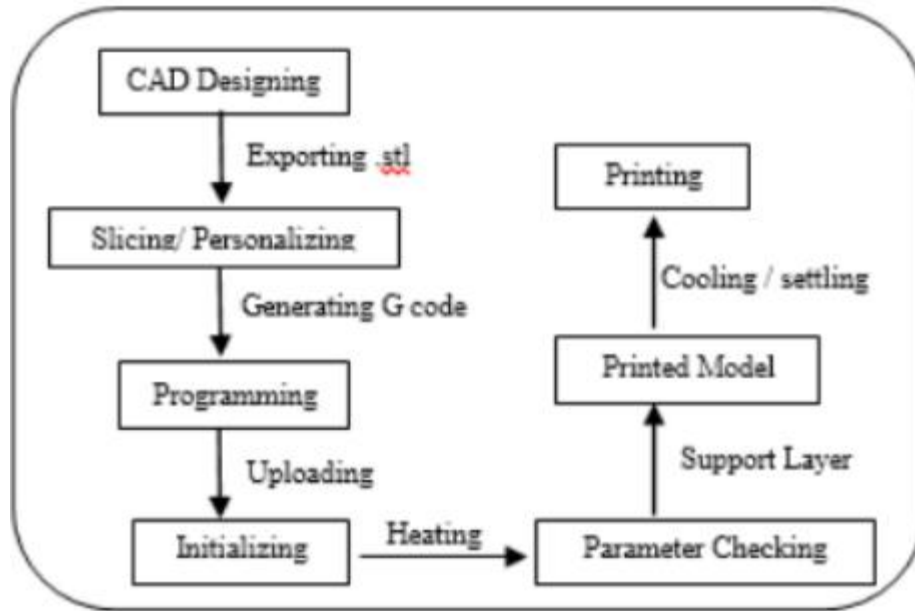 CAD Designing
Exporting .stl
Slicing/ Personalizing
Generating G code
Programming
Uploading
Initializing
Heating
Parameter Checking
Support Layer
Printed Model
Cooling / settling
Printing